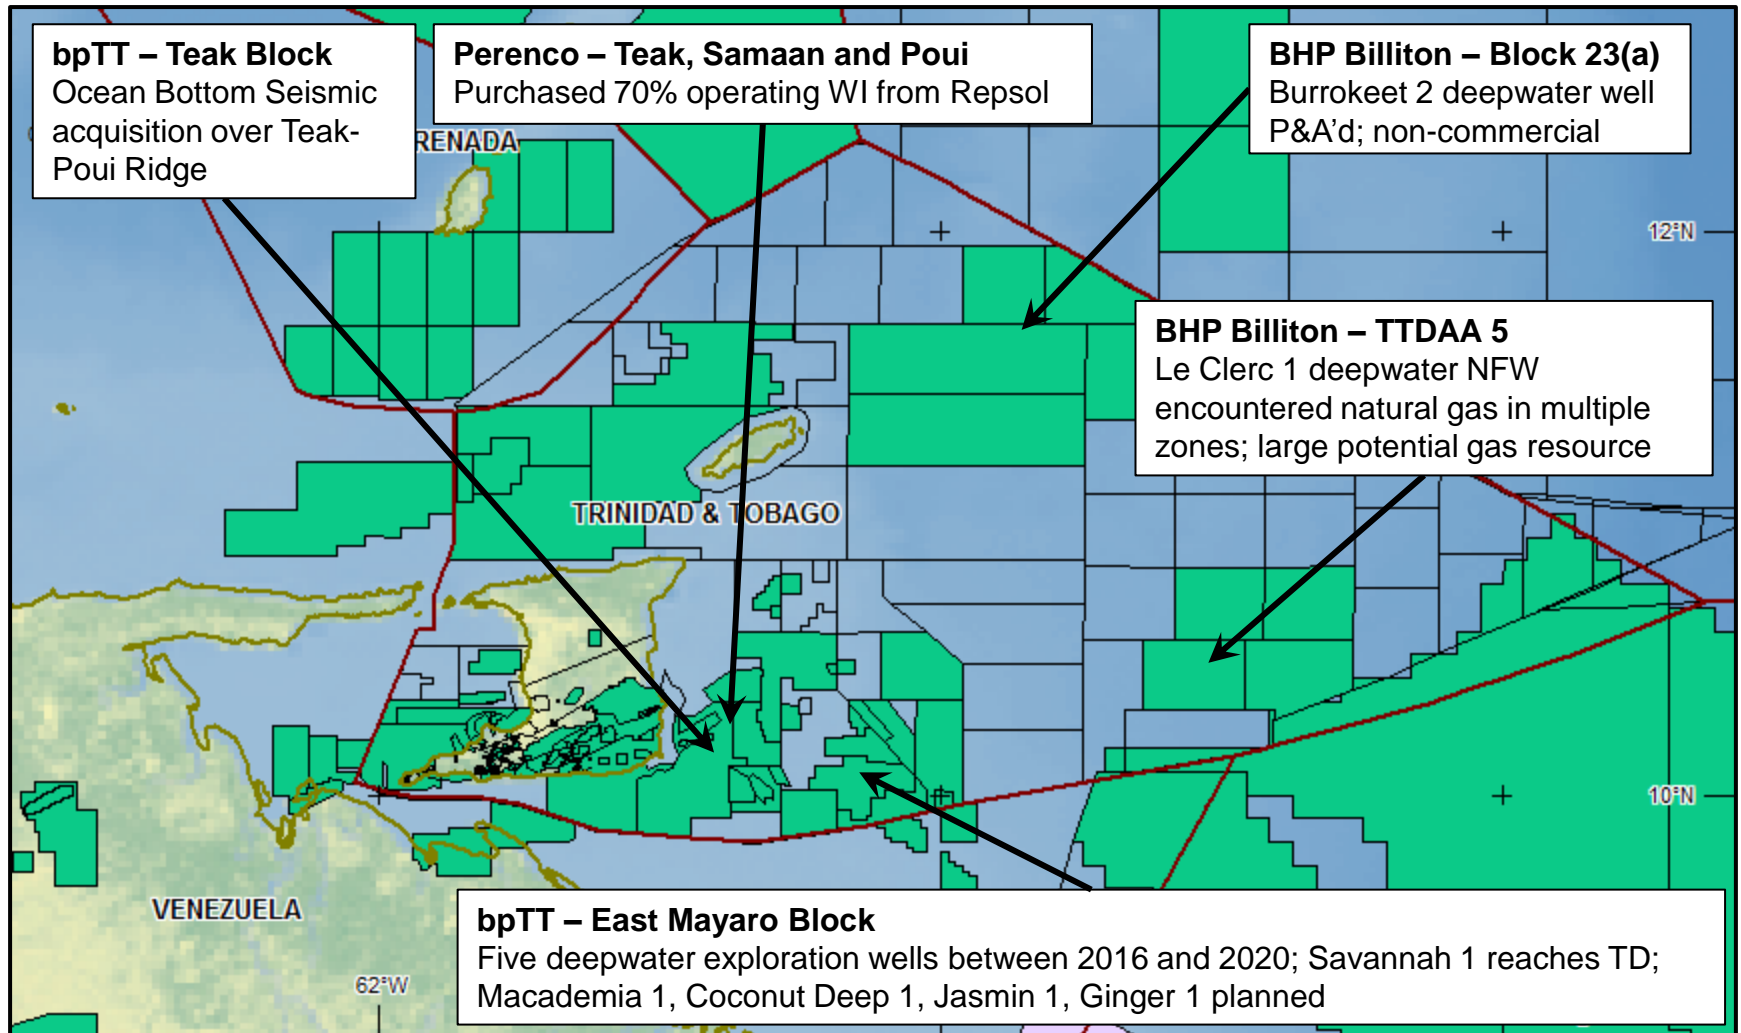 bpTT – Teak Block
Ocean Bottom Seismic
acquisition over Teak-
Poui Ridge
Perenco – Teak, Samaan and Poui
Purchased 70% operating WI from Repsol
BHP Billiton – Block 23(a)
Burrokeet 2 deepwater well
P&A’d; non-commercial
RENADA
12°N
BHP Billiton – TTDAA 5
Le Clerc 1 deepwater NFW
encountered natural gas in multiple
zones; large potential gas resource
TRINIDAD & TOBAGO
10°N
VENEZUELA
62°W
bpTT – East Mayaro Block
Five deepwater exploration wells between 2016 and 2020; Savannah 1 reaches TD;
Macademia 1, Coconut Deep 1, Jasmin 1, Ginger 1 planned